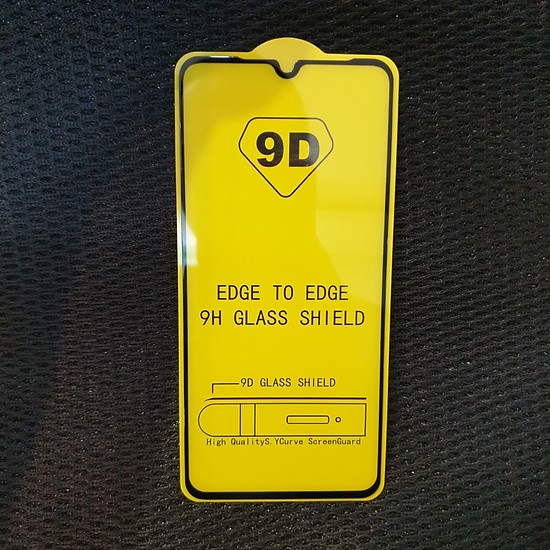 9D
EDGE TO EDGE
9H GLASS SHIELD
9D GLASS SHIELD
High QualityS.YCurve ScreenGuard